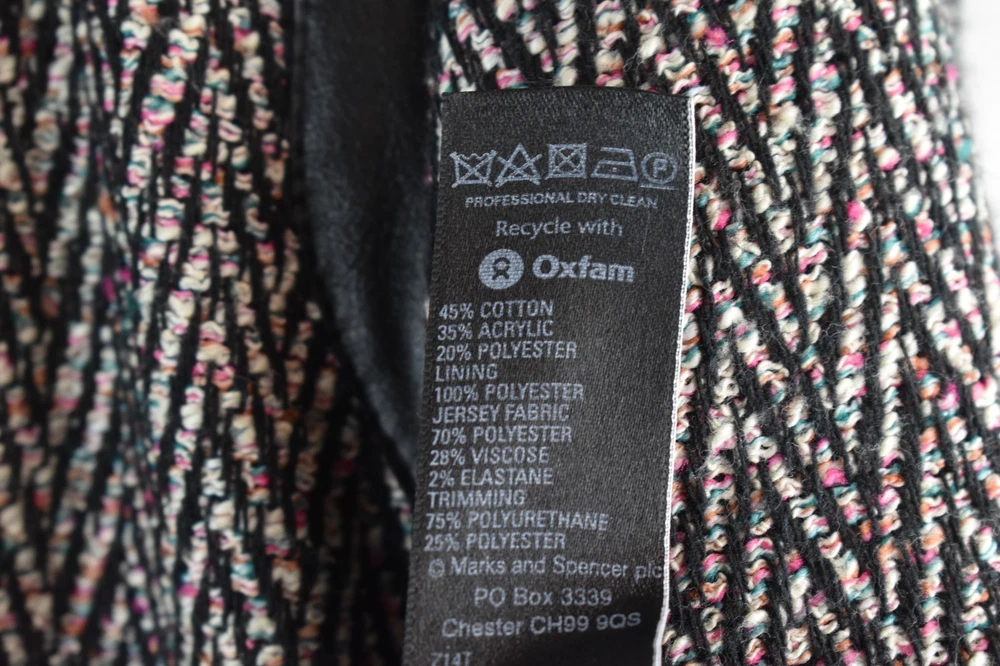 P
PROFESSIONAL DRY CLEAN
Recycle with
Oxfam
45% COTTON
35% ACRYLIC
20% POLYESTER
LINING
100% POLYESTER
JERSEY FABRIC
70% POLYESTER
28% VISCOSE
2% ELASTANE
TRIMMING
75% POLYURETHANE
25% POLYESTER
© Marks and Spencer plc
PO Box 3339
Chester CH99 9QS
Z14T